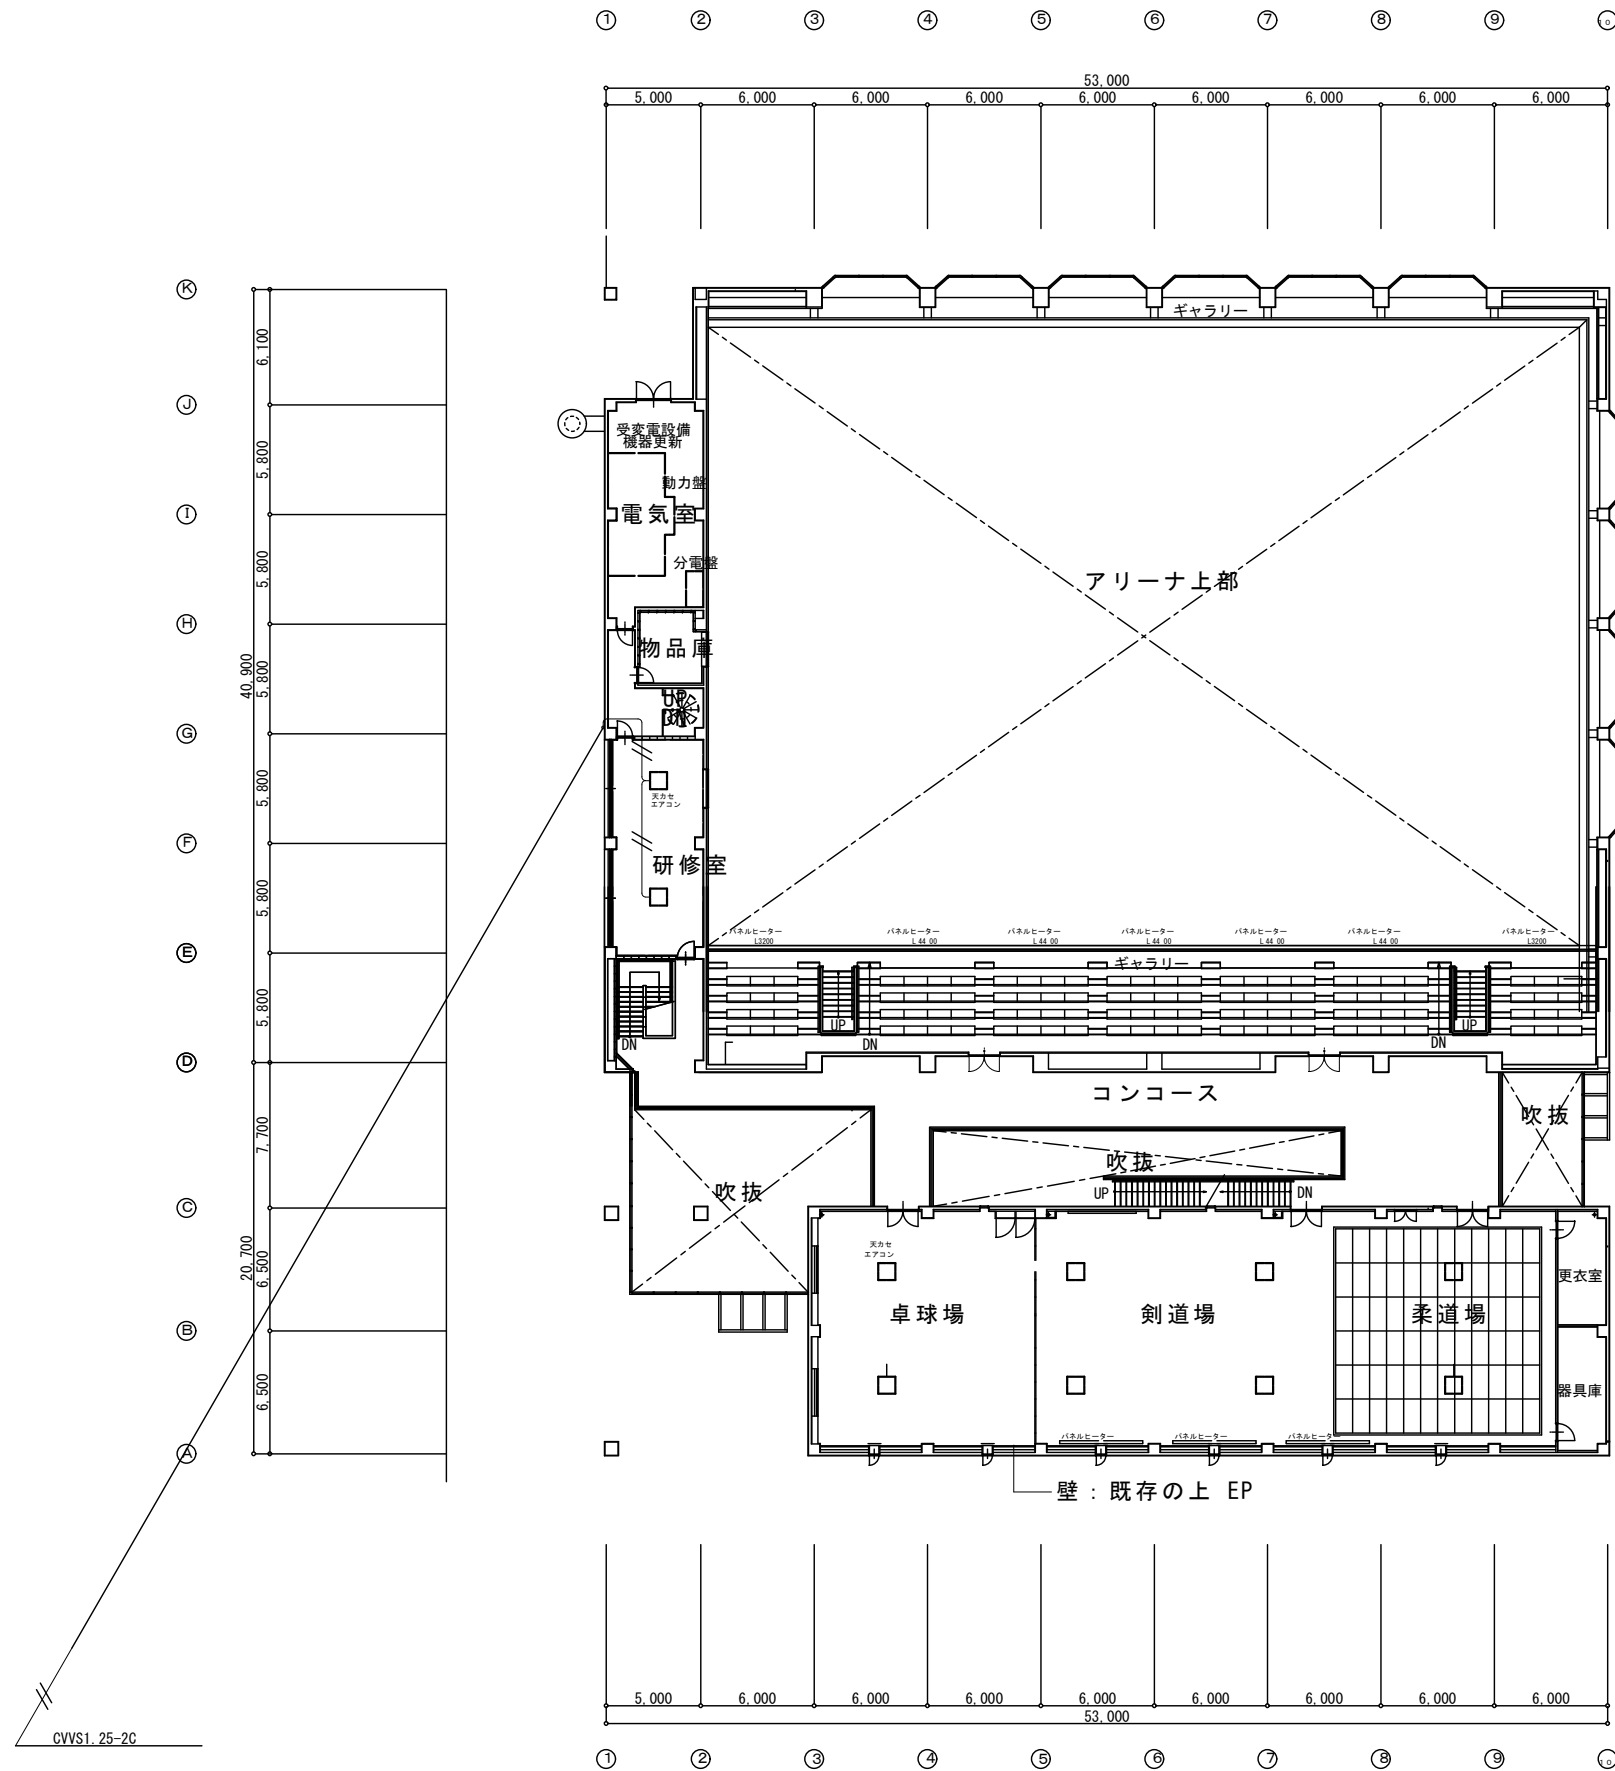 ① ② ③ ④ ⑤ ⑥ ⑦ ⑧ ⑨ ⑩
53,000
5,000 6,000 6,000 6,000 6,000 6,000 6,000 6,000 6,000
Ⓚ
ギャラリー
6,100
Ⓙ
受変電設備
機器更新
5,800
動力盤
Ⓘ
電気室
分電盤
5,800
アリーナ上部
Ⓗ
物品庫
40,900
5,800
UP
DN
Ⓖ
5,800
天カセ
エアコン
Ⓕ
研修室
5,800
パネルヒーター パネルヒーター パネルヒーター パネルヒーター パネルヒーター パネルヒーター パネルヒーター
L3200 L4400 L4400 L4400 L4400 L4400 L3200
Ⓔ
ギャラリー
5,800
UP UP
DN DN DN
Ⓓ
コンコース
吹抜
7,700
吹抜
吹抜
UP DN
Ⓒ
天カセ
エアコン
20,700
6,500
更衣室
卓球場 剣道場 柔道場
Ⓑ
6,500
器具庫
パネルヒーター パネルヒーター パネルヒーター
Ⓐ
壁：既存の上 EP
5,000 6,000 6,000 6,000 6,000 6,000 6,000 6,000 6,000
53,000
CVVS1.25-2C
① ② ③ ④ ⑤ ⑥ ⑦ ⑧ ⑨ ⑩